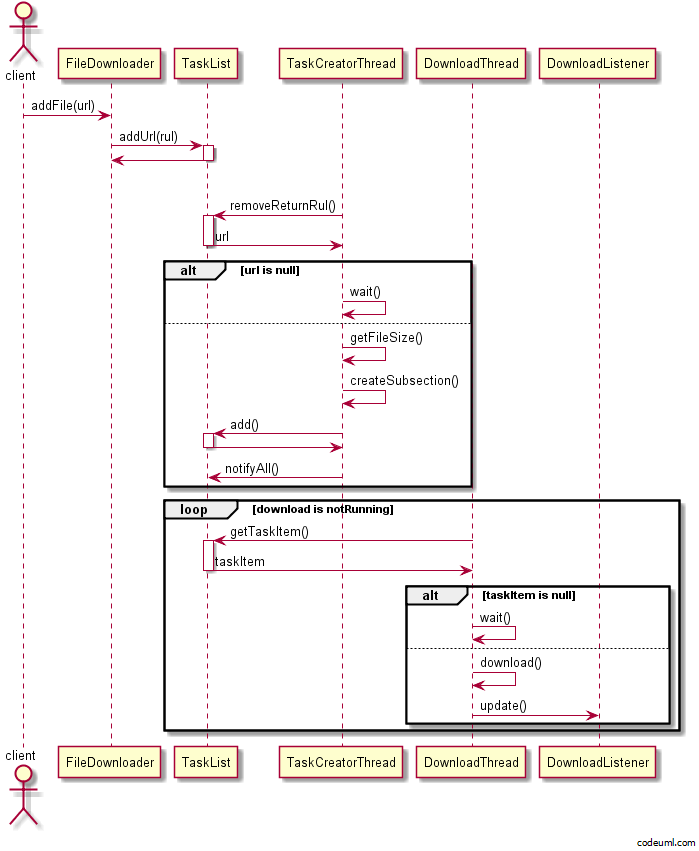 client
FileDownloader TaskList TaskCreatorThread DownloadThread DownloadListener
addFile(url)
addUrl(rul)
removeReturnRul()
url
alt [url is null]
wait()
getFileSize()
createSubsection()
add()
notifyAll()
loop [download is notRunning]
getTaskItem()
taskItem
alt [taskItem is null]
wait()
download()
update()
client
FileDownloader TaskList TaskCreatorThread DownloadThread DownloadListener
codeuml.com